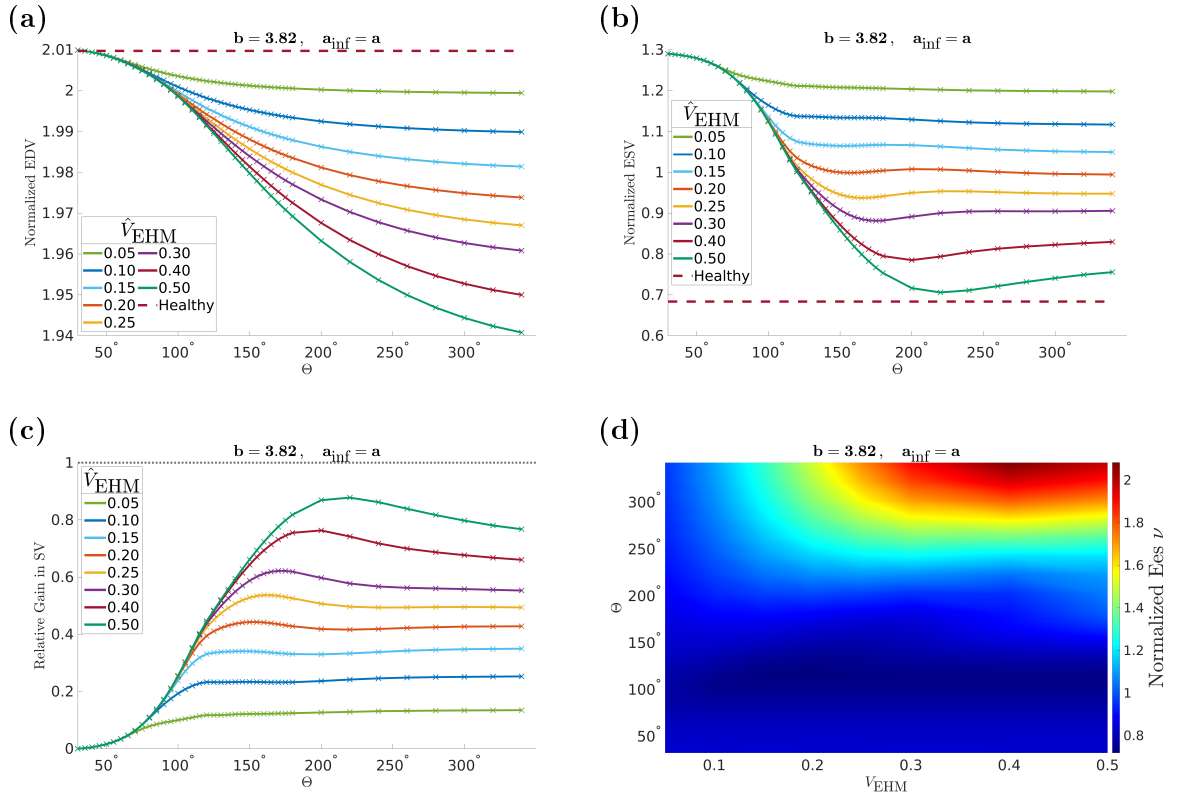 (a)
b = 3.82 ,   a_inf = a
Normalized EDV
2.01
2
1.99
1.98
1.97
1.96
1.95
1.94
V̂_EHM
0.05 0.30
0.10 0.40
0.15 0.50
0.20 Healthy
0.25
50° 100° 150° 200° 250° 300°
Θ
(b)
b = 3.82 ,   a_inf = a
Normalized ESV
1.3
1.2
1.1
1
0.9
0.8
0.7
0.6
V̂_EHM
0.05
0.10
0.15
0.20
0.25
0.30
0.40
0.50
Healthy
50° 100° 150° 200° 250° 300°
Θ
(c)
b = 3.82 ,   a_inf = a
Relative Gain in SV
1
0.8
0.6
0.4
0.2
0
V̂_EHM
0.05
0.10
0.15
0.20
0.25
0.30
0.40
0.50
50° 100° 150° 200° 250° 300°
Θ
(d)
b = 3.82 ,   a_inf = a
Θ
300°
250°
200°
150°
100°
50°
0.1 0.2 0.3 0.4 0.5
V_EHM
2
1.8
1.6
1.4
1.2
1
0.8
Normalized Ees ν